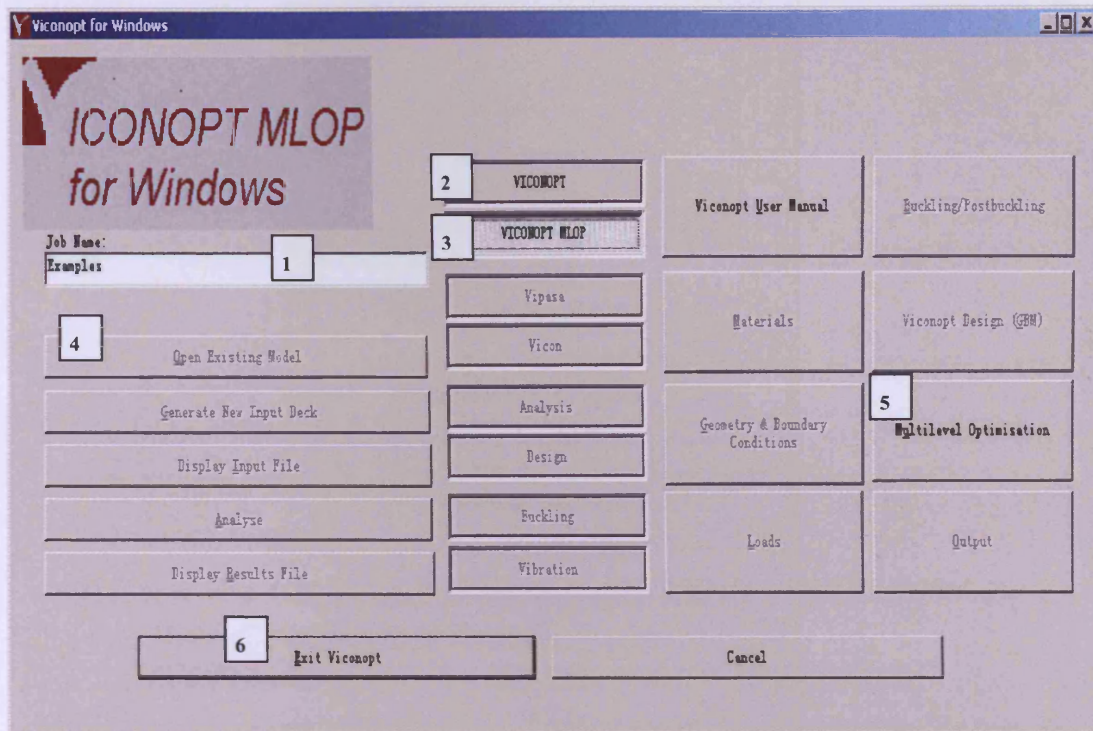 Viconopt for Windows
VICONOPT MLOP
for Windows
Job Name:
Examples
1
2
VICONOPT
3
VICONOPT MLOP
4
Open Existing Model
Generate New Input Deck
Display Input File
Analyze
Display Results File
Vipasa
Vicon
Analysis
Design
Buckling
Vibration
Viconopt User Manual
Buckling/Postbuckling
Materials
Viconopt Design (GBM)
Geometry & Boundary
Conditions
5
Multilevel Optimisation
Loads
Output
6
Exit Viconopt
Cancel